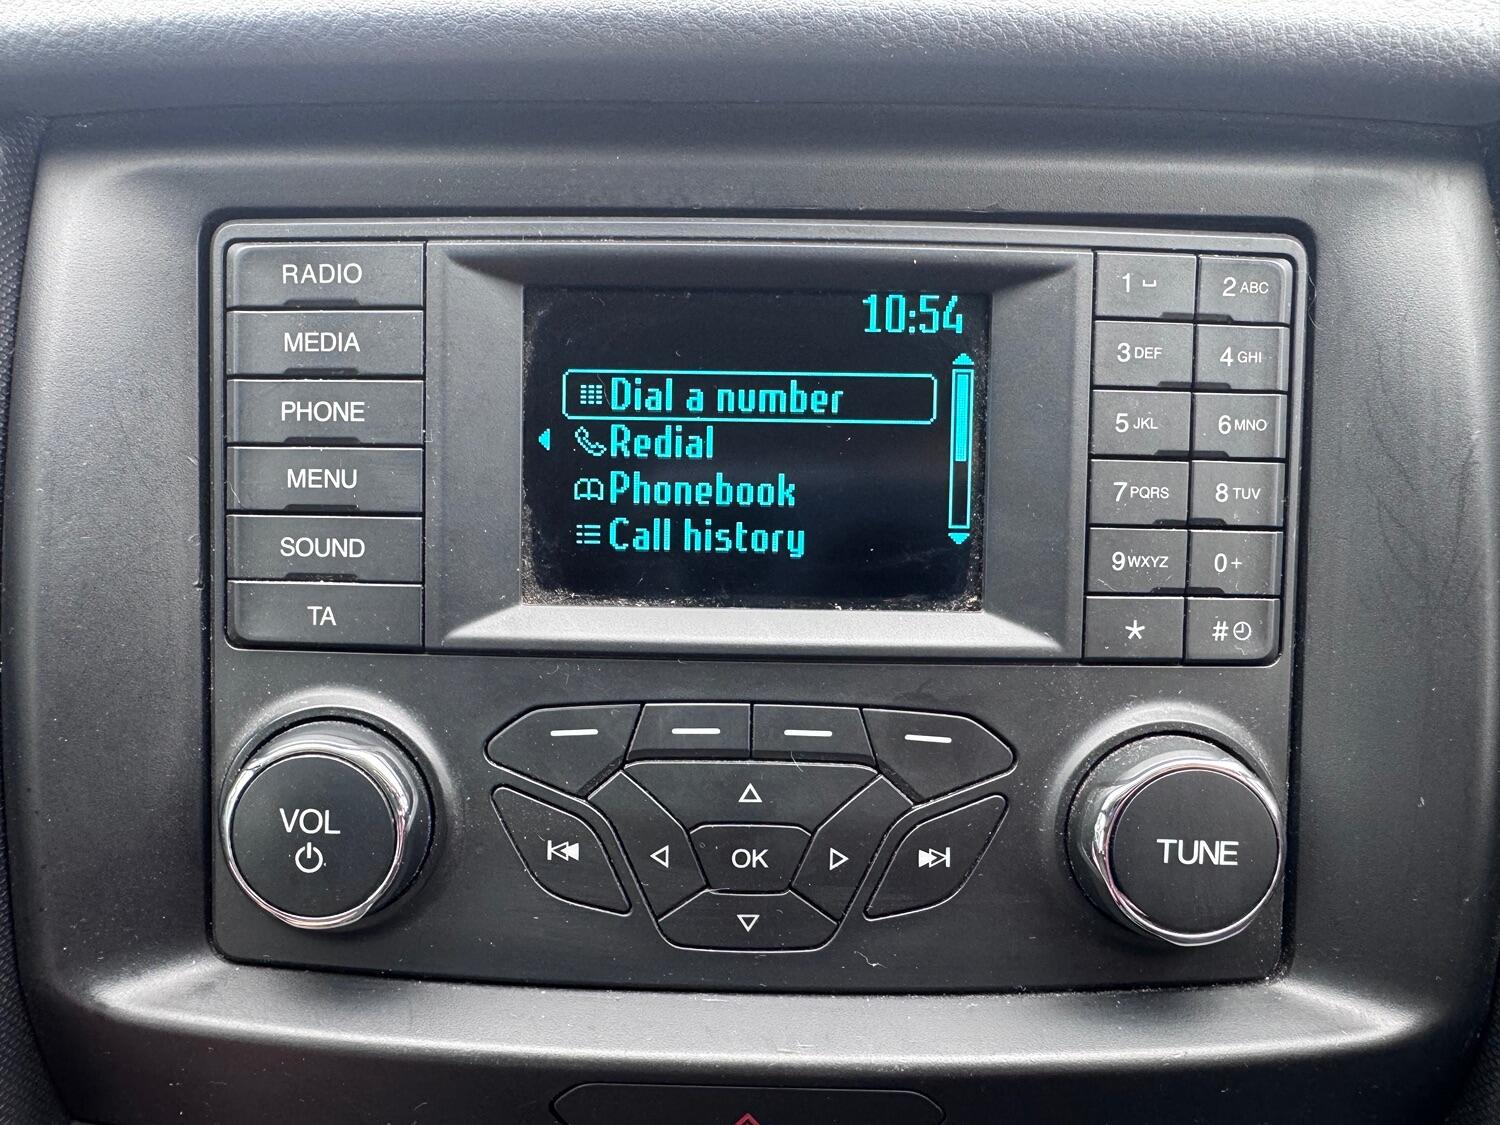 RADIO
MEDIA
PHONE
MENU
SOUND
TA
10:54
Dial a number
Redial
Phonebook
Call history
1 ⌴
2 ABC
3 DEF
4 GHI
5 JKL
6 MNO
7 PQRS
8 TUV
9 WXYZ
0 +
*
#
VOL
OK
TUNE